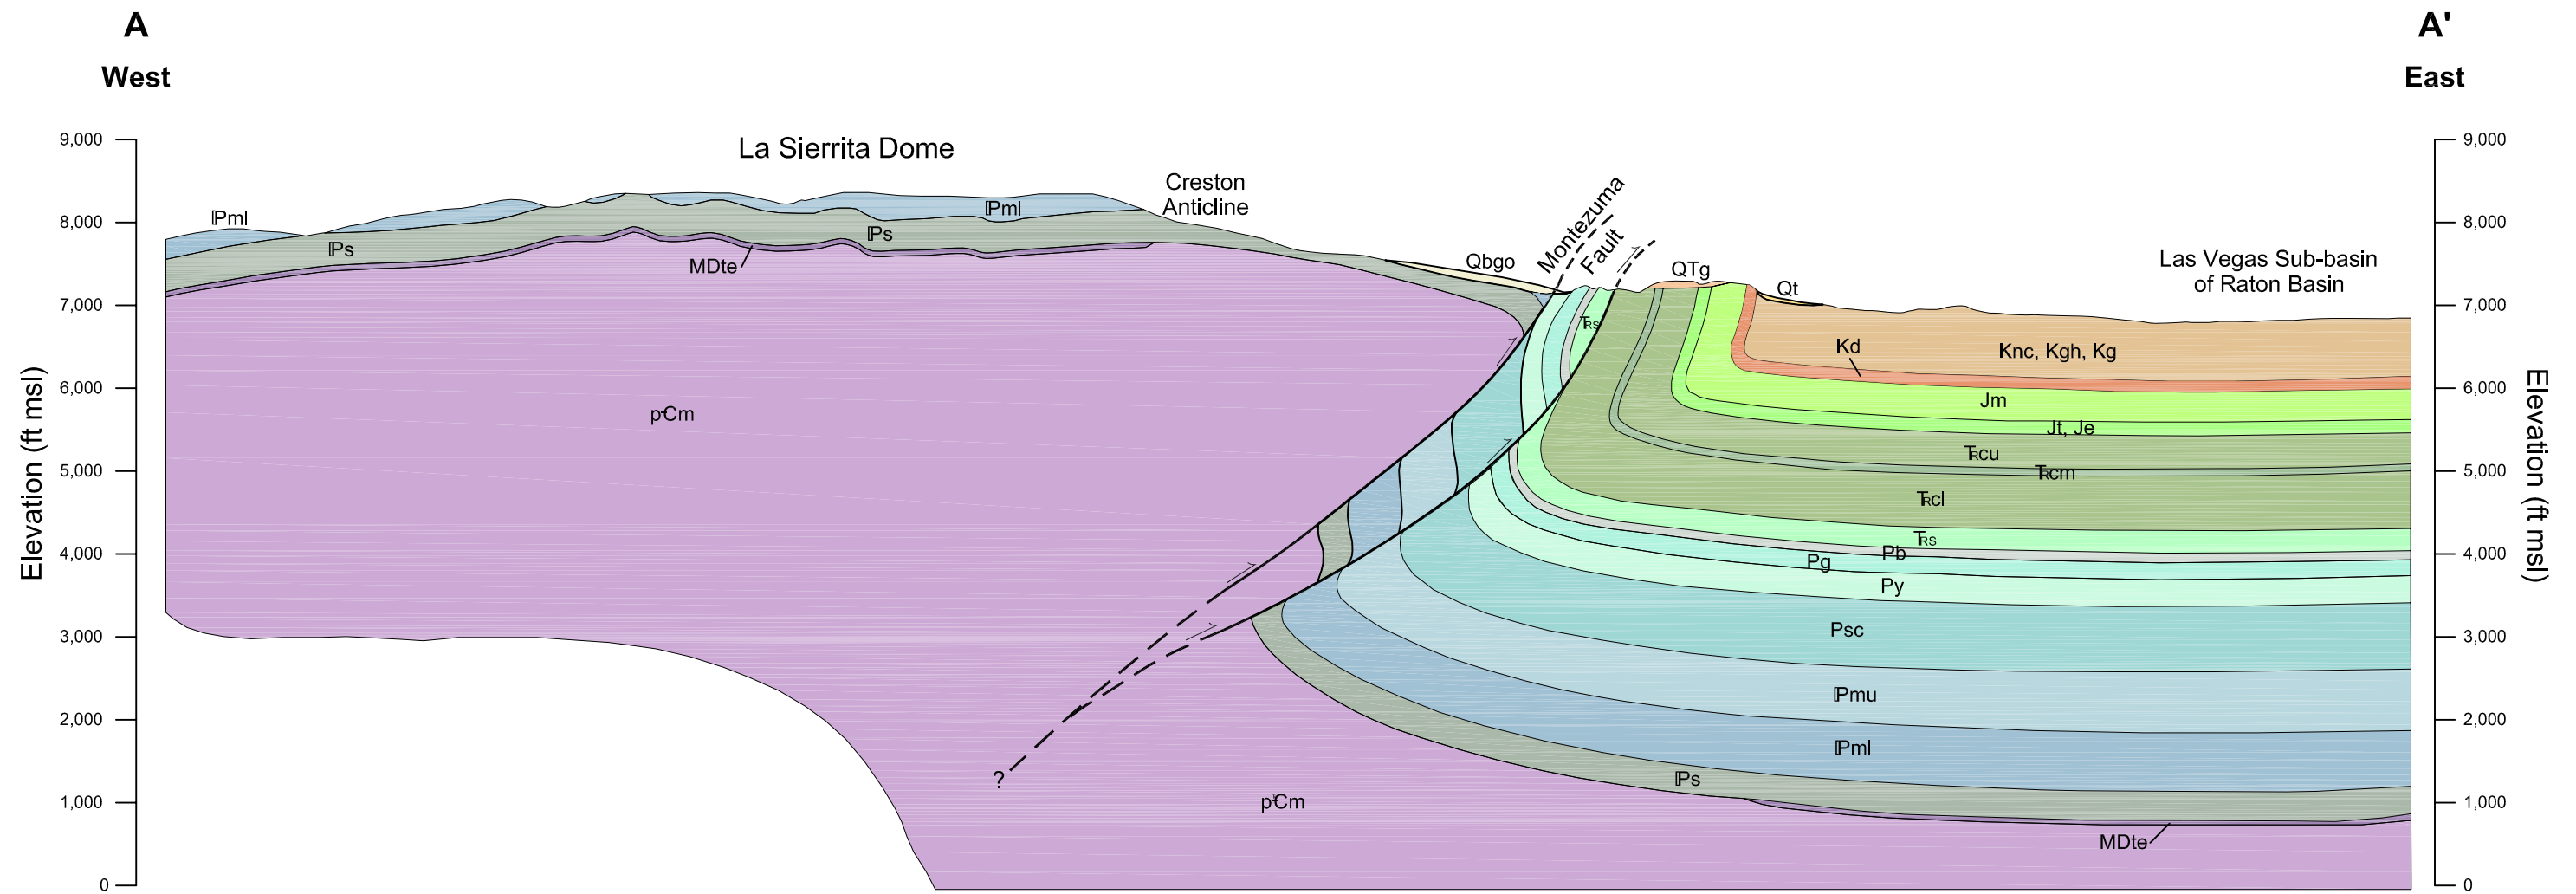 A
A'
West
East
9,000
La Sierrita Dome
9,000
Creston
Anticline
Montezuma
Fault
8,000
ℙml
ℙml
8,000
ℙs
ℙs
MDte
Qbgo
QTg
Qt
Las Vegas Sub-basin
of Raton Basin
7,000
7,000
TRs
Kd
Knc, Kgh, Kg
6,000
6,000
Elevation (ft msl)
Elevation (ft msl)
p-Cm
Jm
Jt, Je
TRcu
5,000
TRcm
5,000
TRcl
TRs
4,000
Pb
4,000
Pg
Py
3,000
Psc
3,000
ℙmu
2,000
2,000
ℙml
?
ℙs
1,000
p-Cm
1,000
MDte
0
0